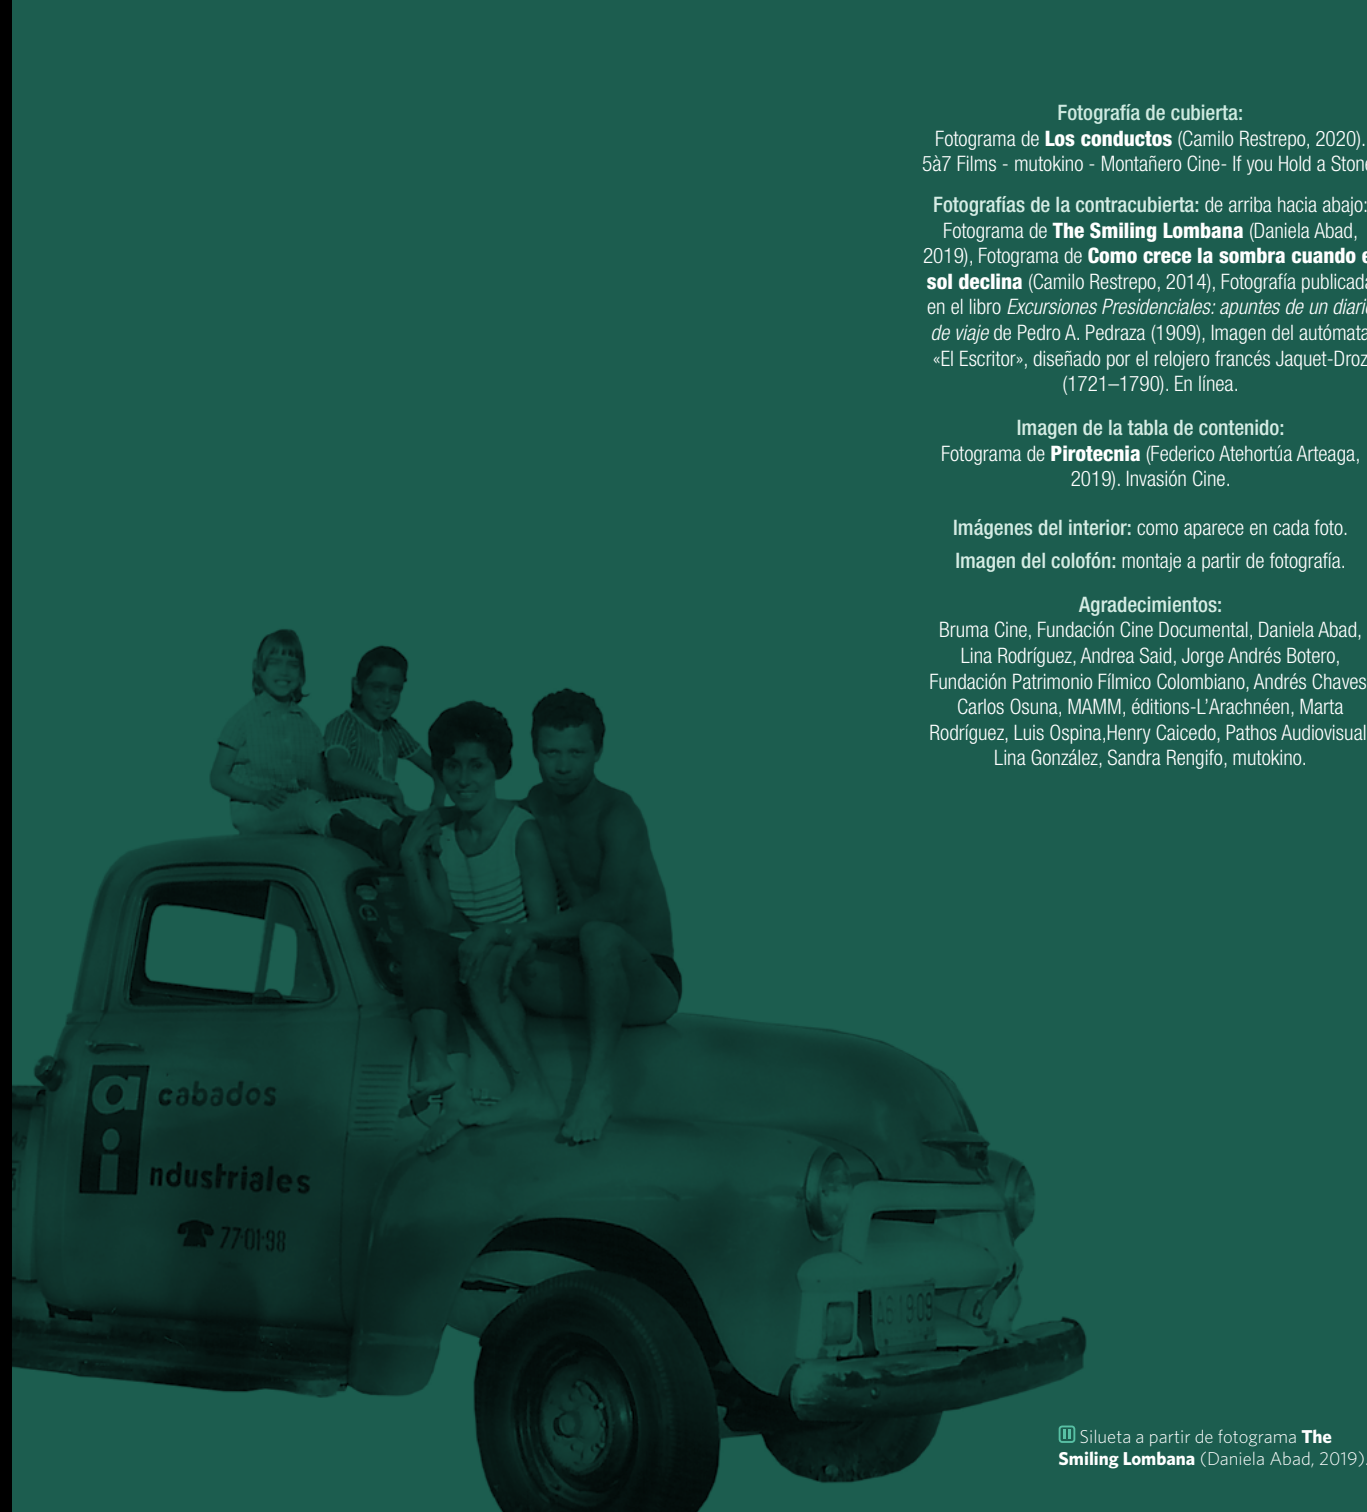 Fotografía de cubierta:
Fotograma de Los conductos (Camilo Restrepo, 2020).
5à7 Films - mutokino - Montañero Cine- If you Hold a Stone
Fotografías de la contracubierta: de arriba hacia abajo:
Fotograma de The Smiling Lombana (Daniela Abad,
2019), Fotograma de Como crece la sombra cuando e
sol declina (Camilo Restrepo, 2014), Fotografía publicada
en el libro Excursiones Presidenciales: apuntes de un diario
de viaje de Pedro A. Pedraza (1909), Imagen del autómata
«El Escritor», diseñado por el relojero francés Jaquet-Droz
(1721–1790). En línea.
Imagen de la tabla de contenido:
Fotograma de Pirotecnia (Federico Atehortúa Arteaga,
2019). Invasión Cine.
Imágenes del interior: como aparece en cada foto.
Imagen del colofón: montaje a partir de fotografía.
Agradecimientos:
Bruma Cine, Fundación Cine Documental, Daniela Abad,
Lina Rodríguez, Andrea Said, Jorge Andrés Botero,
Fundación Patrimonio Fílmico Colombiano, Andrés Chaves
Carlos Osuna, MAMM, éditions-L'Arachnéen, Marta
Rodríguez, Luis Ospina,Henry Caicedo, Pathos Audiovisual
Lina González, Sandra Rengifo, mutokino.
acabados
industriales
77·01·98
A61909
Silueta a partir de fotograma The
Smiling Lombana (Daniela Abad, 2019).